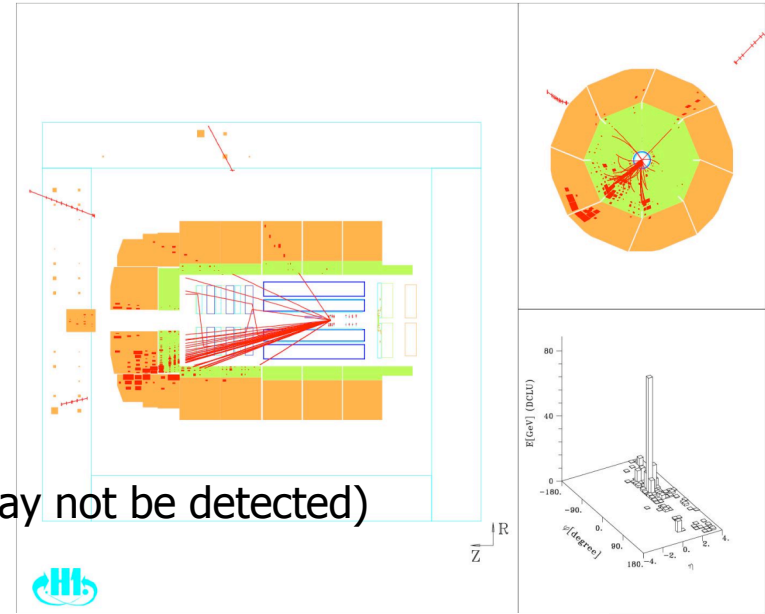 ay not be detected)
R
Z
H1
E[GeV] (DCLU)
80
40
0
-180.
-90.
0.
90.
180.
φ[degree]
-4.
-2.
0.
2.
4.
η